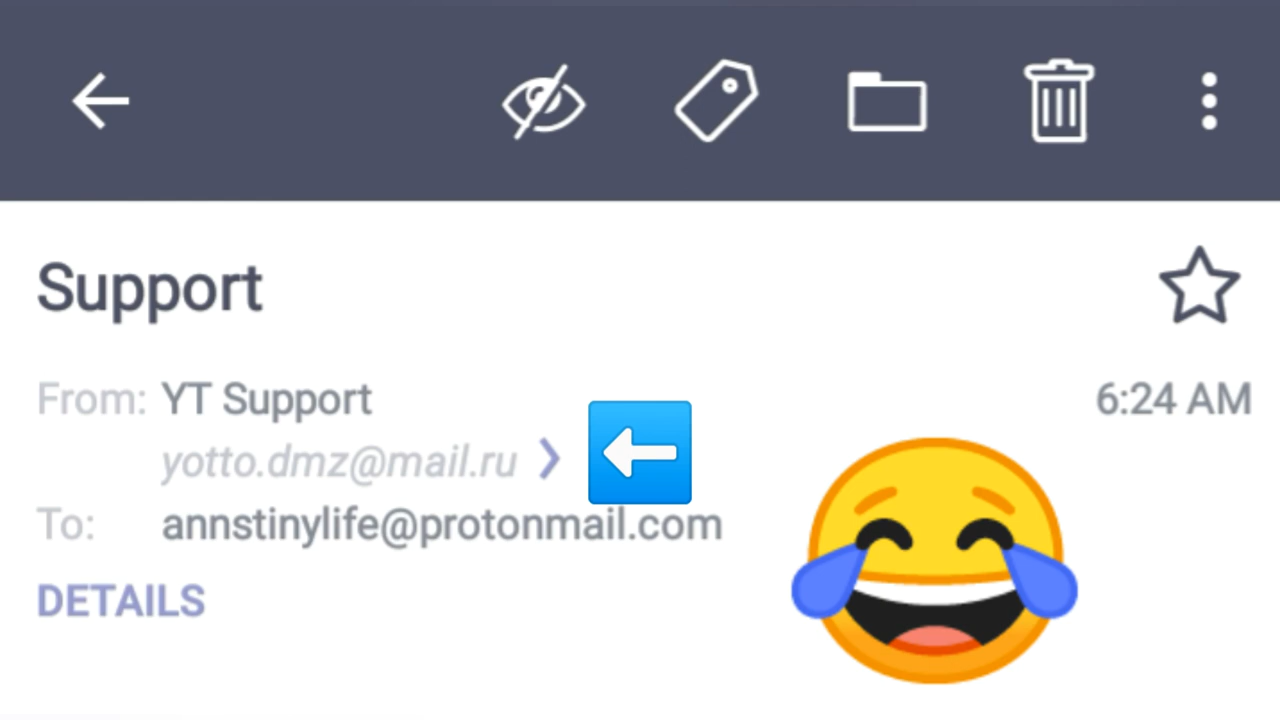 Support
From: YT Support
6:24 AM
yotto.dmz@mail.ru
To: annstinylife@protonmail.com
DETAILS